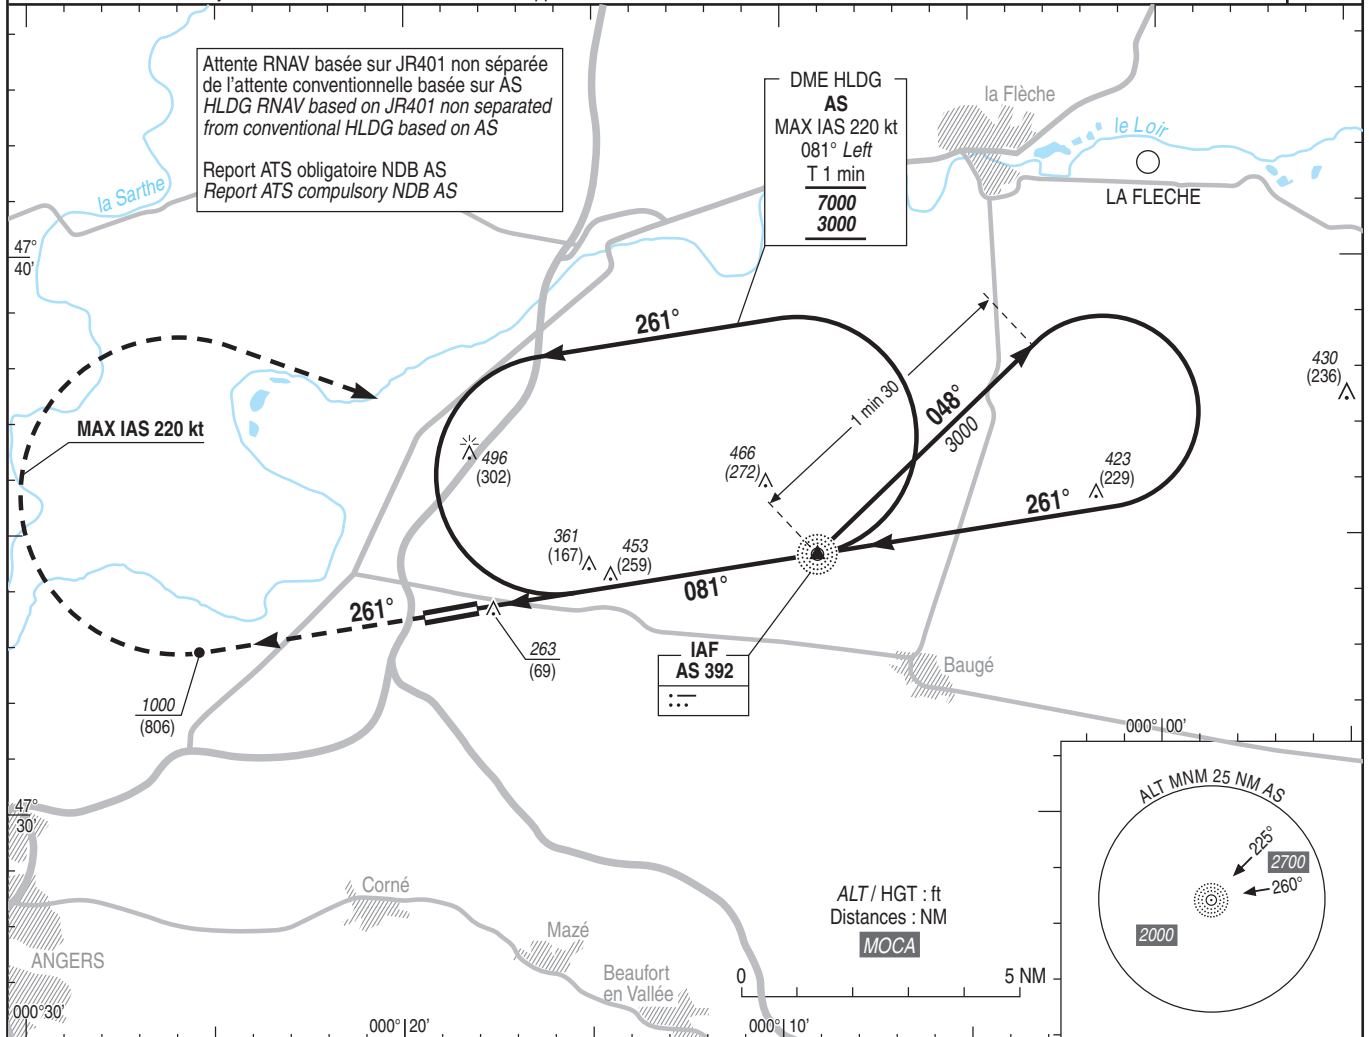 Attente RNAV basée sur JR401 non séparée
de l'attente conventionnelle basée sur AS
HLDG RNAV based on JR401 non separated
from conventional HLDG based on AS
Report ATS obligatoire NDB AS
Report ATS compulsory NDB AS
DME HLDG
AS
MAX IAS 220 kt
081° Left
T 1 min
7000
3000
la Flèche
le Loir
LA FLECHE
la Sarthe
47°
40'
261°
MAX IAS 220 kt
496
(302)
466
(272)
1 min 30
048°
3000
430
(236)
423
(229)
261°
361
(167)
453
(259)
081°
261°
263
(69)
IAF
AS 392
Baugé
1000
(806)
000° 00'
47°
30'
ALT MNM 25 NM AS
225°
2700
260°
2000
Corné
Mazé
Beaufort
en Vallée
ANGERS
ALT / HGT : ft
Distances : NM
MOCA
0
5 NM
000°30'
000° 20'
000° 10'